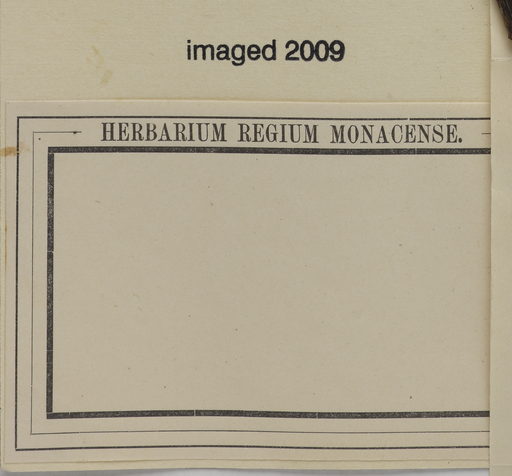 imaged 2009
HERBARIUM REGIUM MONACENSE.